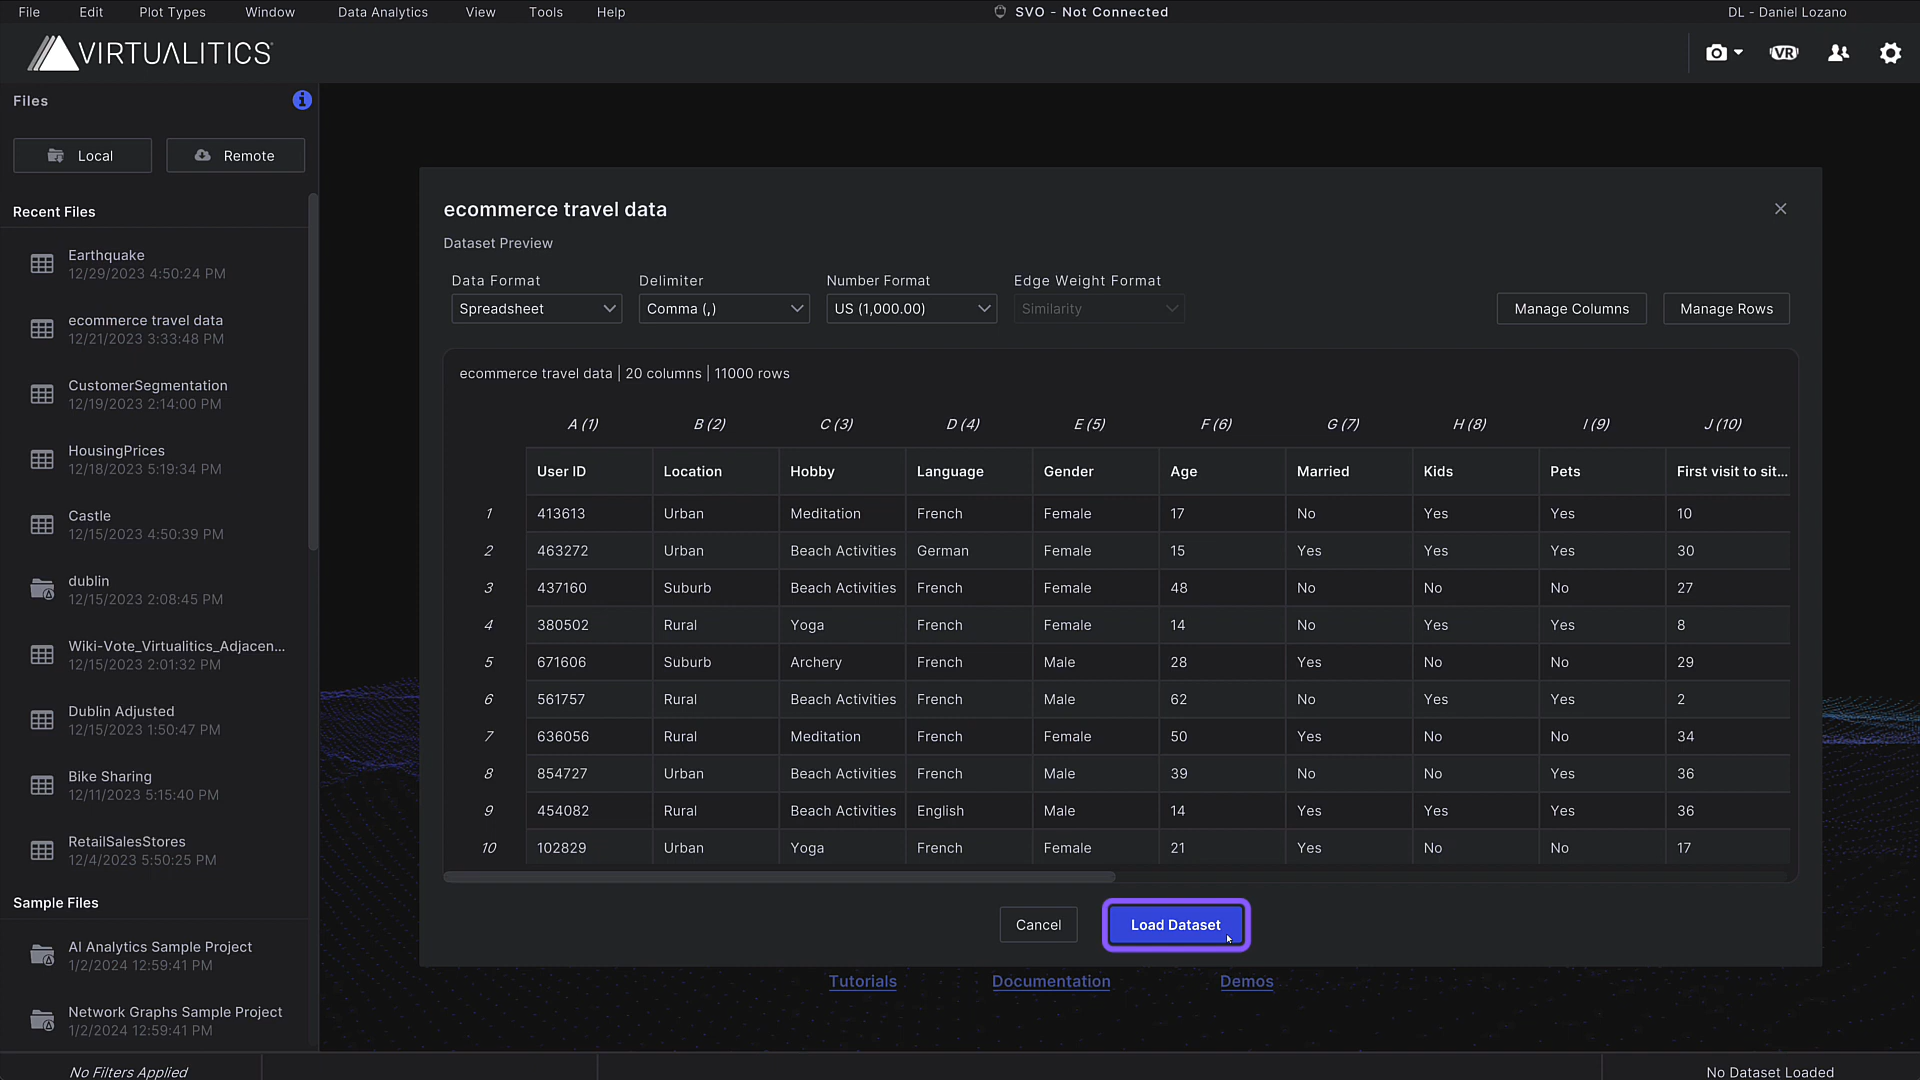 File Edit Plot Types Window Data Analytics View Tools Help SVO - Not Connected DL - Daniel Lozano
VIRTUALITICS VR
Files
Local Remote
Recent Files
Earthquake
12/29/2023 4:50:24 PM
ecommerce travel data
12/21/2023 3:33:48 PM
CustomerSegmentation
12/19/2023 2:14:00 PM
HousingPrices
12/18/2023 5:19:34 PM
Castle
12/15/2023 4:50:39 PM
dublin
12/15/2023 2:08:45 PM
Wiki-Vote_Virtualitics_Adjacen...
12/15/2023 2:01:32 PM
Dublin Adjusted
12/15/2023 1:50:47 PM
Bike Sharing
12/11/2023 5:15:40 PM
RetailSalesStores
12/4/2023 5:50:25 PM
Sample Files
AI Analytics Sample Project
1/2/2024 12:59:41 PM
Network Graphs Sample Project
1/2/2024 12:59:41 PM
ecommerce travel data
Dataset Preview
Data Format Delimiter Number Format Edge Weight Format
Spreadsheet Comma (,) US (1,000.00) Similarity Manage Columns Manage Rows
ecommerce travel data | 20 columns | 11000 rows
A (1) B (2) C (3) D (4) E (5) F (6) G (7) H (8) I (9) J (10)
User ID Location Hobby Language Gender Age Married Kids Pets First visit to sit...
1 413613 Urban Meditation French Female 17 No Yes Yes 10
2 463272 Urban Beach Activities German Female 15 Yes Yes Yes 30
3 437160 Suburb Beach Activities French Female 48 No No No 27
4 380502 Rural Yoga French Female 14 No Yes Yes 8
5 671606 Suburb Archery French Male 28 Yes No No 29
6 561757 Rural Beach Activities French Male 62 No Yes Yes 2
7 636056 Rural Meditation French Female 50 Yes No No 34
8 854727 Urban Beach Activities French Male 39 No No Yes 36
9 454082 Rural Beach Activities English Male 14 Yes Yes Yes 36
10 102829 Urban Yoga French Female 21 Yes No No 17
Cancel Load Dataset
Tutorials Documentation Demos
No Filters Applied No Dataset Loaded